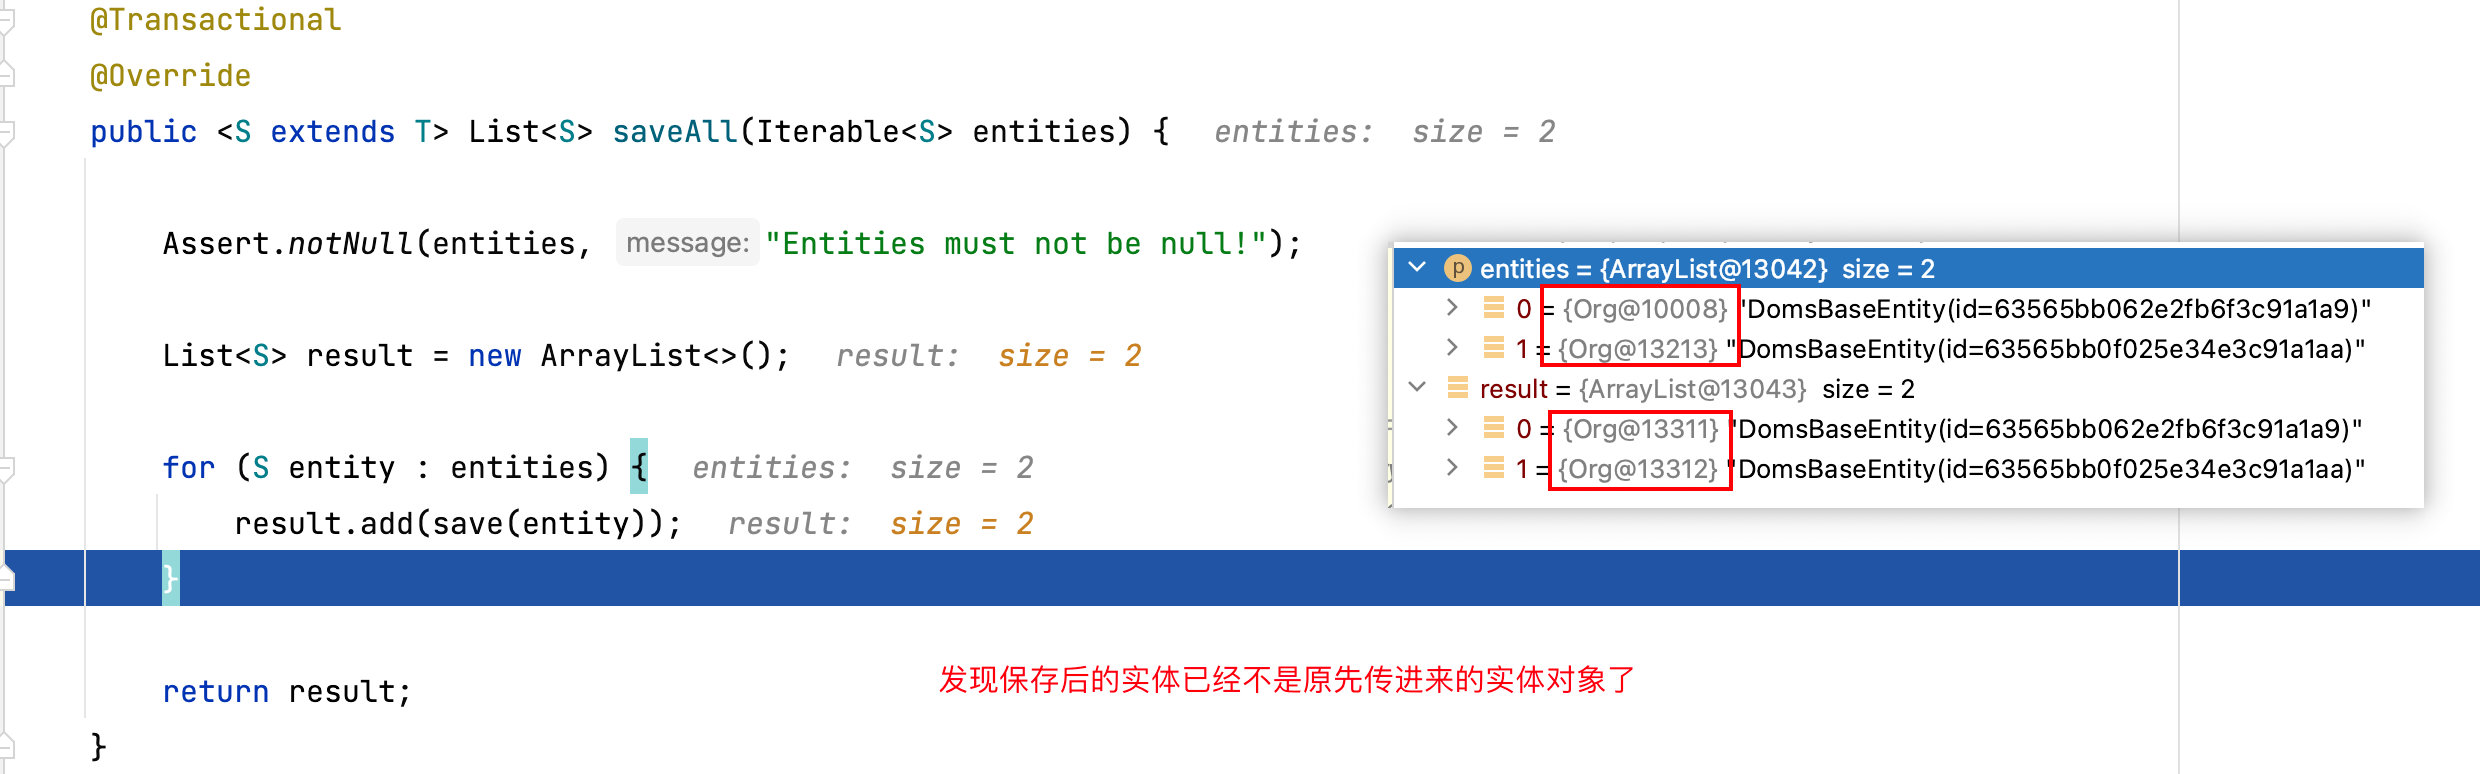 @Transactional
@Override
public <S extends T> List<S> saveAll(Iterable<S> entities) {  entities:  size = 2
Assert.notNull(entities, message: "Entities must not be null!");
List<S> result = new ArrayList<>();  result:  size = 2
for (S entity : entities) {  entities:  size = 2
result.add(save(entity));  result:  size = 2
}
return result;
}
p entities = {ArrayList@13042}  size = 2
0 = {Org@10008} "DomsBaseEntity(id=63565bb062e2fb6f3c91a1a9)"
1 = {Org@13213} "DomsBaseEntity(id=63565bb0f025e34e3c91a1aa)"
result = {ArrayList@13043}  size = 2
0 = {Org@13311} "DomsBaseEntity(id=63565bb062e2fb6f3c91a1a9)"
1 = {Org@13312} "DomsBaseEntity(id=63565bb0f025e34e3c91a1aa)"
发现保存后的实体已经不是原先传进来的实体对象了